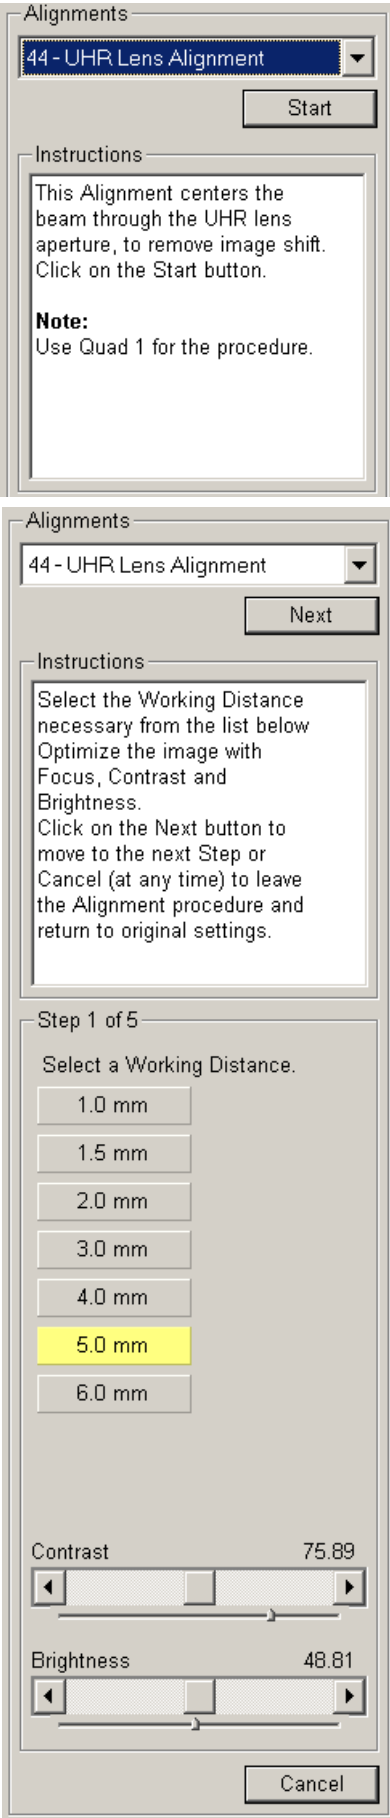 Alignments
44 - UHR Lens Alignment
Start
Instructions
This Alignment centers the
beam through the UHR lens
aperture, to remove image shift.
Click on the Start button.
Note:
Use Quad 1 for the procedure.
Alignments
44 - UHR Lens Alignment
Next
Instructions
Select the Working Distance
necessary from the list below
Optimize the image with
Focus, Contrast and
Brightness.
Click on the Next button to
move to the next Step or
Cancel (at any time) to leave
the Alignment procedure and
return to original settings.
Step 1 of 5
Select a Working Distance.
1.0 mm
1.5 mm
2.0 mm
3.0 mm
4.0 mm
5.0 mm
6.0 mm
Contrast 75.89
Brightness 48.81
Cancel